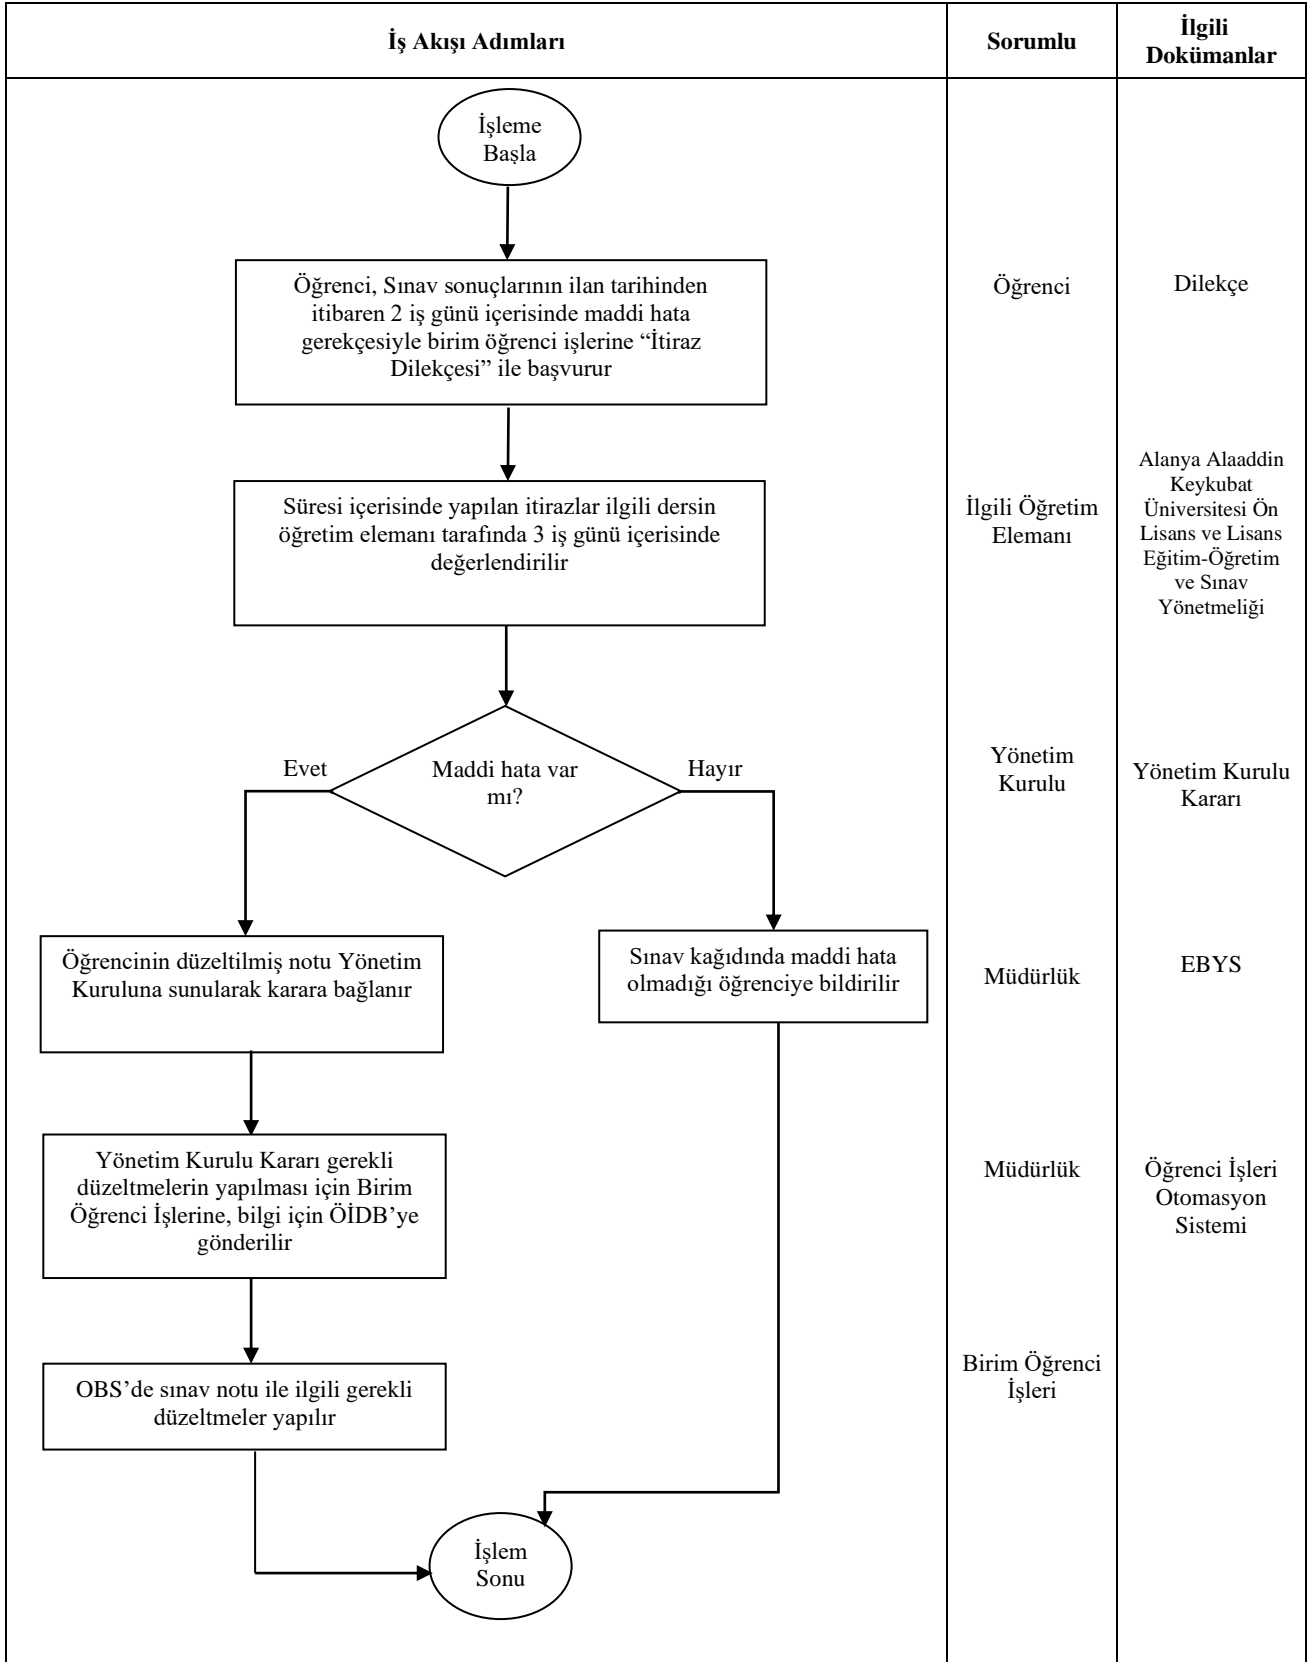 İş Akışı Adımları
Sorumlu
İlgili
Dokümanlar
İşleme
Başla
Öğrenci, Sınav sonuçlarının ilan tarihinden
itibaren 2 iş günü içerisinde maddi hata
gerekçesiyle birim öğrenci işlerine “İtiraz
Dilekçesi” ile başvurur
Öğrenci
Dilekçe
Süresi içerisinde yapılan itirazlar ilgili dersin
öğretim elemanı tarafında 3 iş günü içerisinde
değerlendirilir
İlgili Öğretim
Elemanı
Alanya Alaaddin
Keykubat
Üniversitesi Ön
Lisans ve Lisans
Eğitim-Öğretim
ve Sınav
Yönetmeliği
Evet
Maddi hata var
mı?
Hayır
Yönetim
Kurulu
Yönetim Kurulu
Kararı
Öğrencinin düzeltilmiş notu Yönetim
Kuruluna sunularak karara bağlanır
Sınav kağıdında maddi hata
olmadığı öğrenciye bildirilir
Müdürlük
EBYS
Yönetim Kurulu Kararı gerekli
düzeltmelerin yapılması için Birim
Öğrenci İşlerine, bilgi için ÖİDB’ye
gönderilir
Müdürlük
Öğrenci İşleri
Otomasyon
Sistemi
OBS’de sınav notu ile ilgili gerekli
düzeltmeler yapılır
Birim Öğrenci
İşleri
İşlem
Sonu